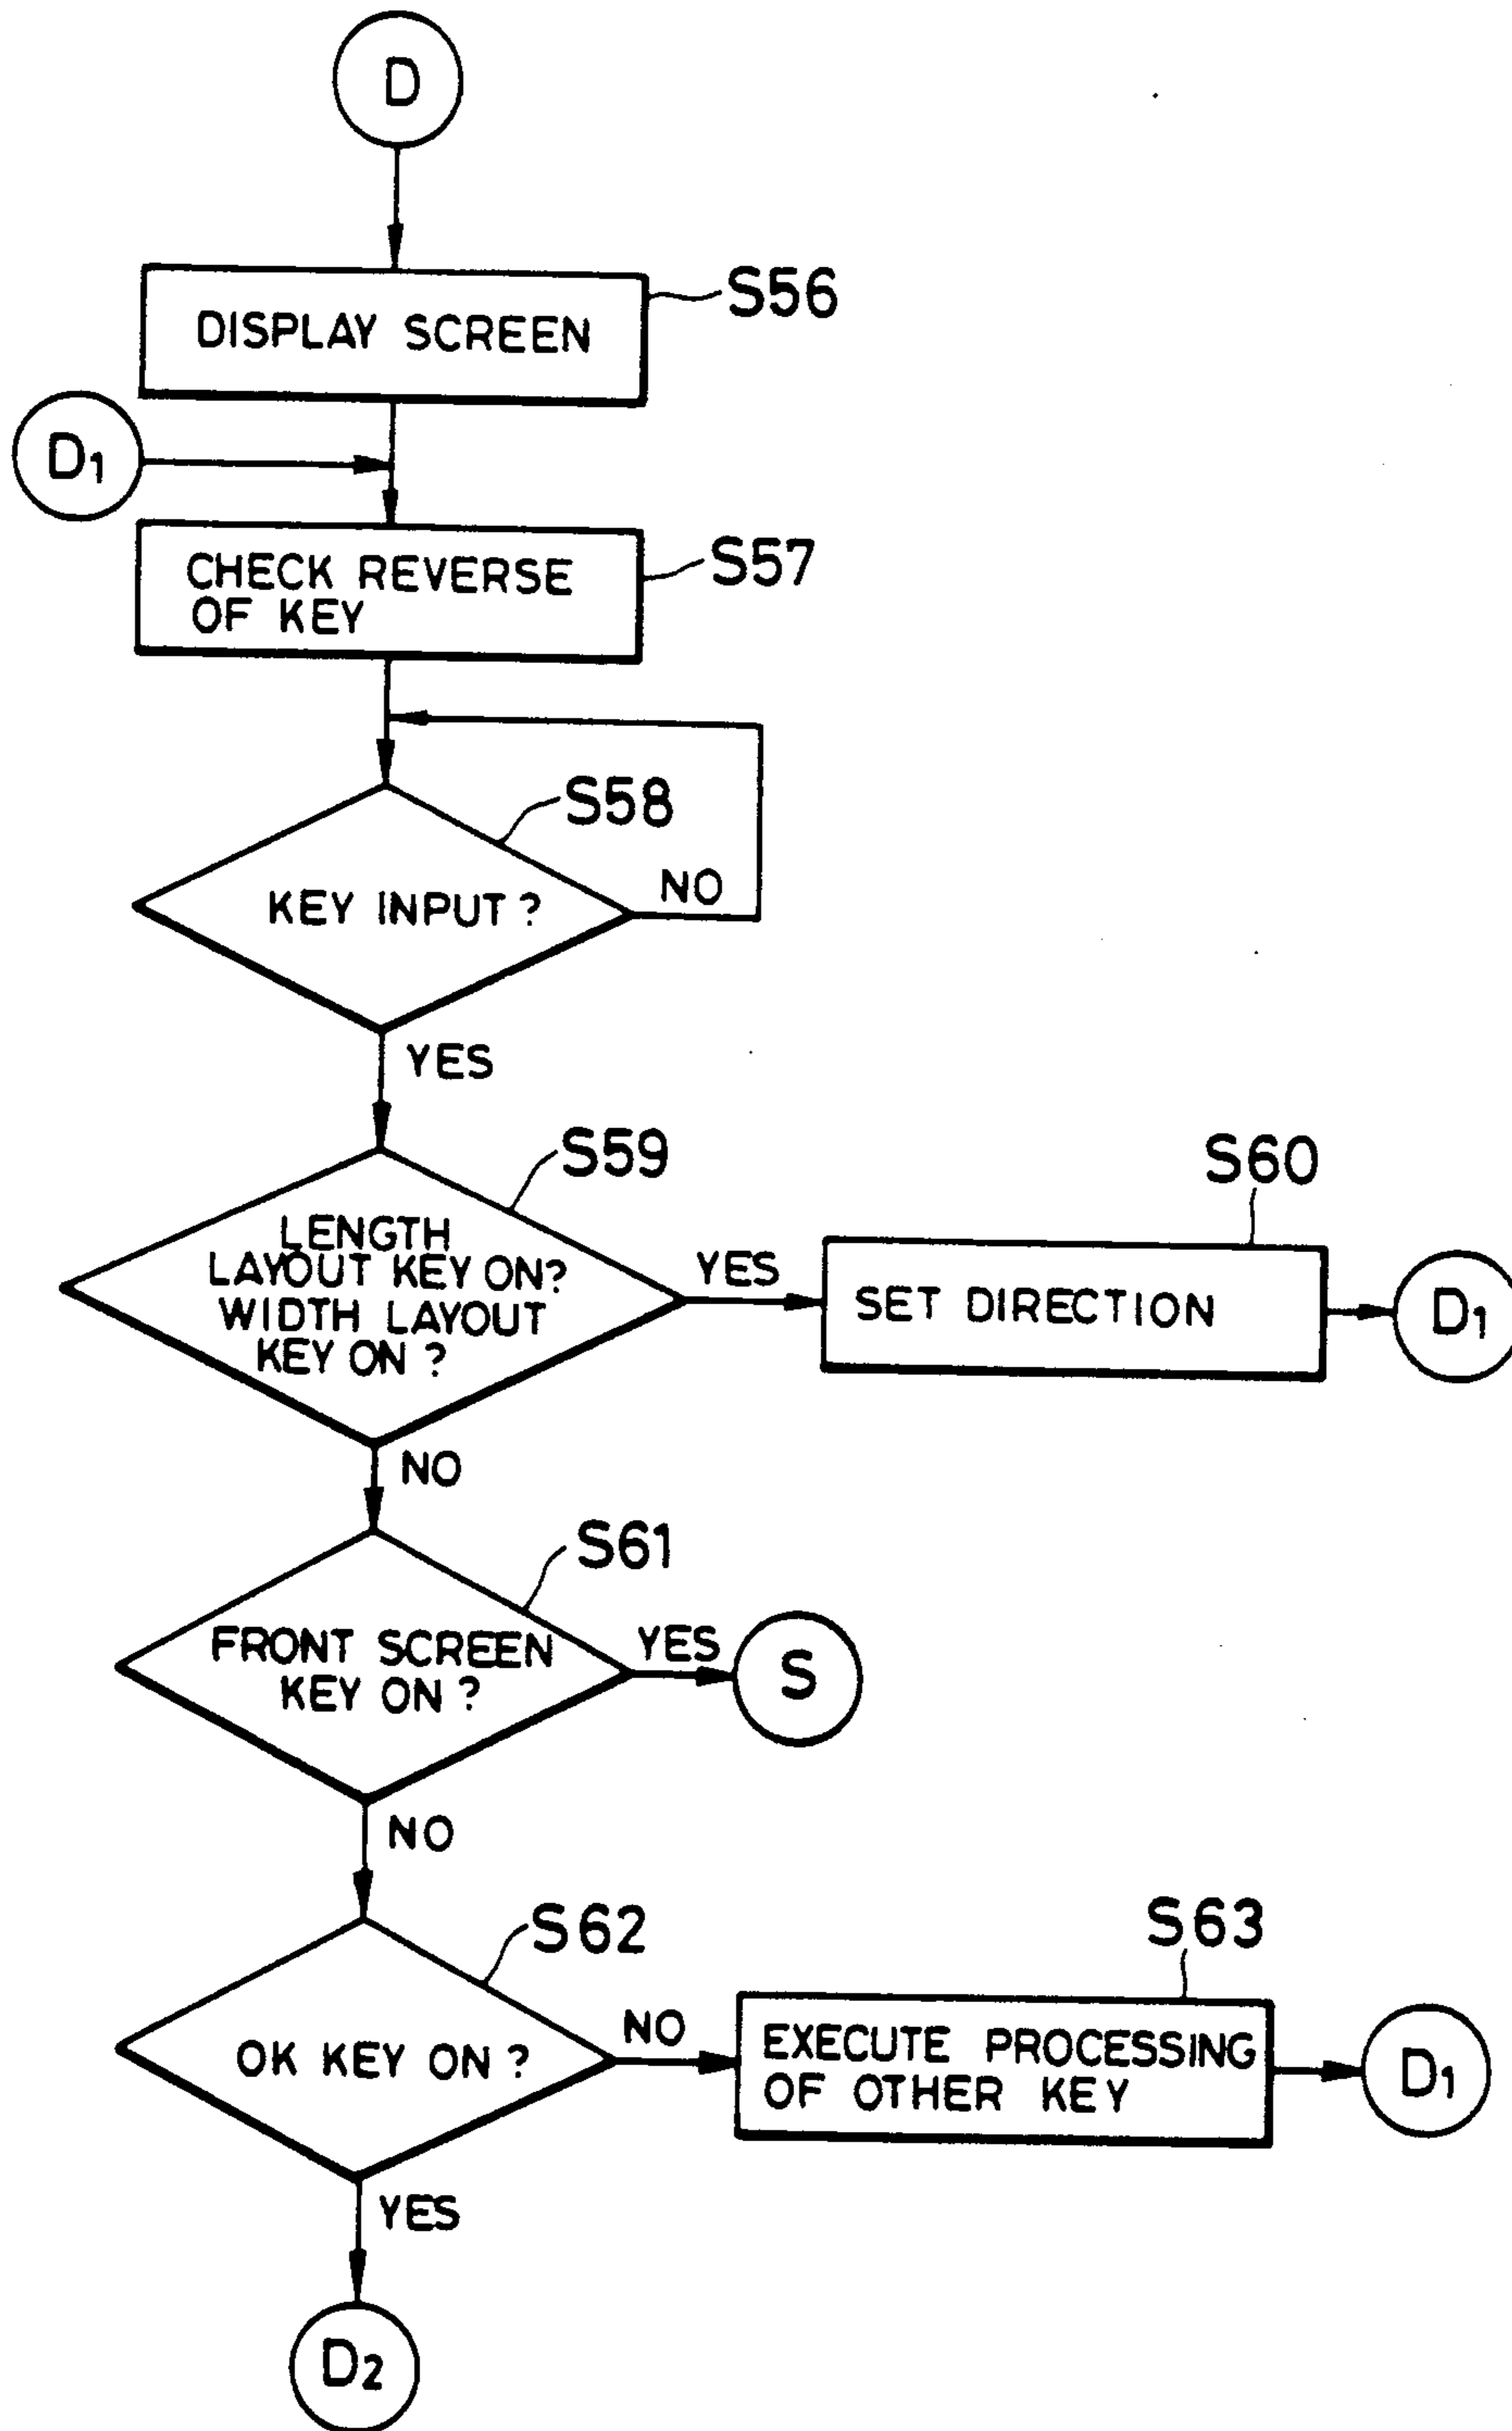 D
S56
DISPLAY SCREEN
D1
S57
CHECK REVERSE
OF KEY
S58
KEY INPUT?
NO
YES
S59
S60
LENGTH
LAYOUT KEY ON?
WIDTH LAYOUT
KEY ON?
YES
SET DIRECTION
D1
NO
S61
FRONT SCREEN
KEY ON?
YES
S
NO
S62
S63
OK KEY ON?
NO
EXECUTE PROCESSING
OF OTHER KEY
D1
YES
D2